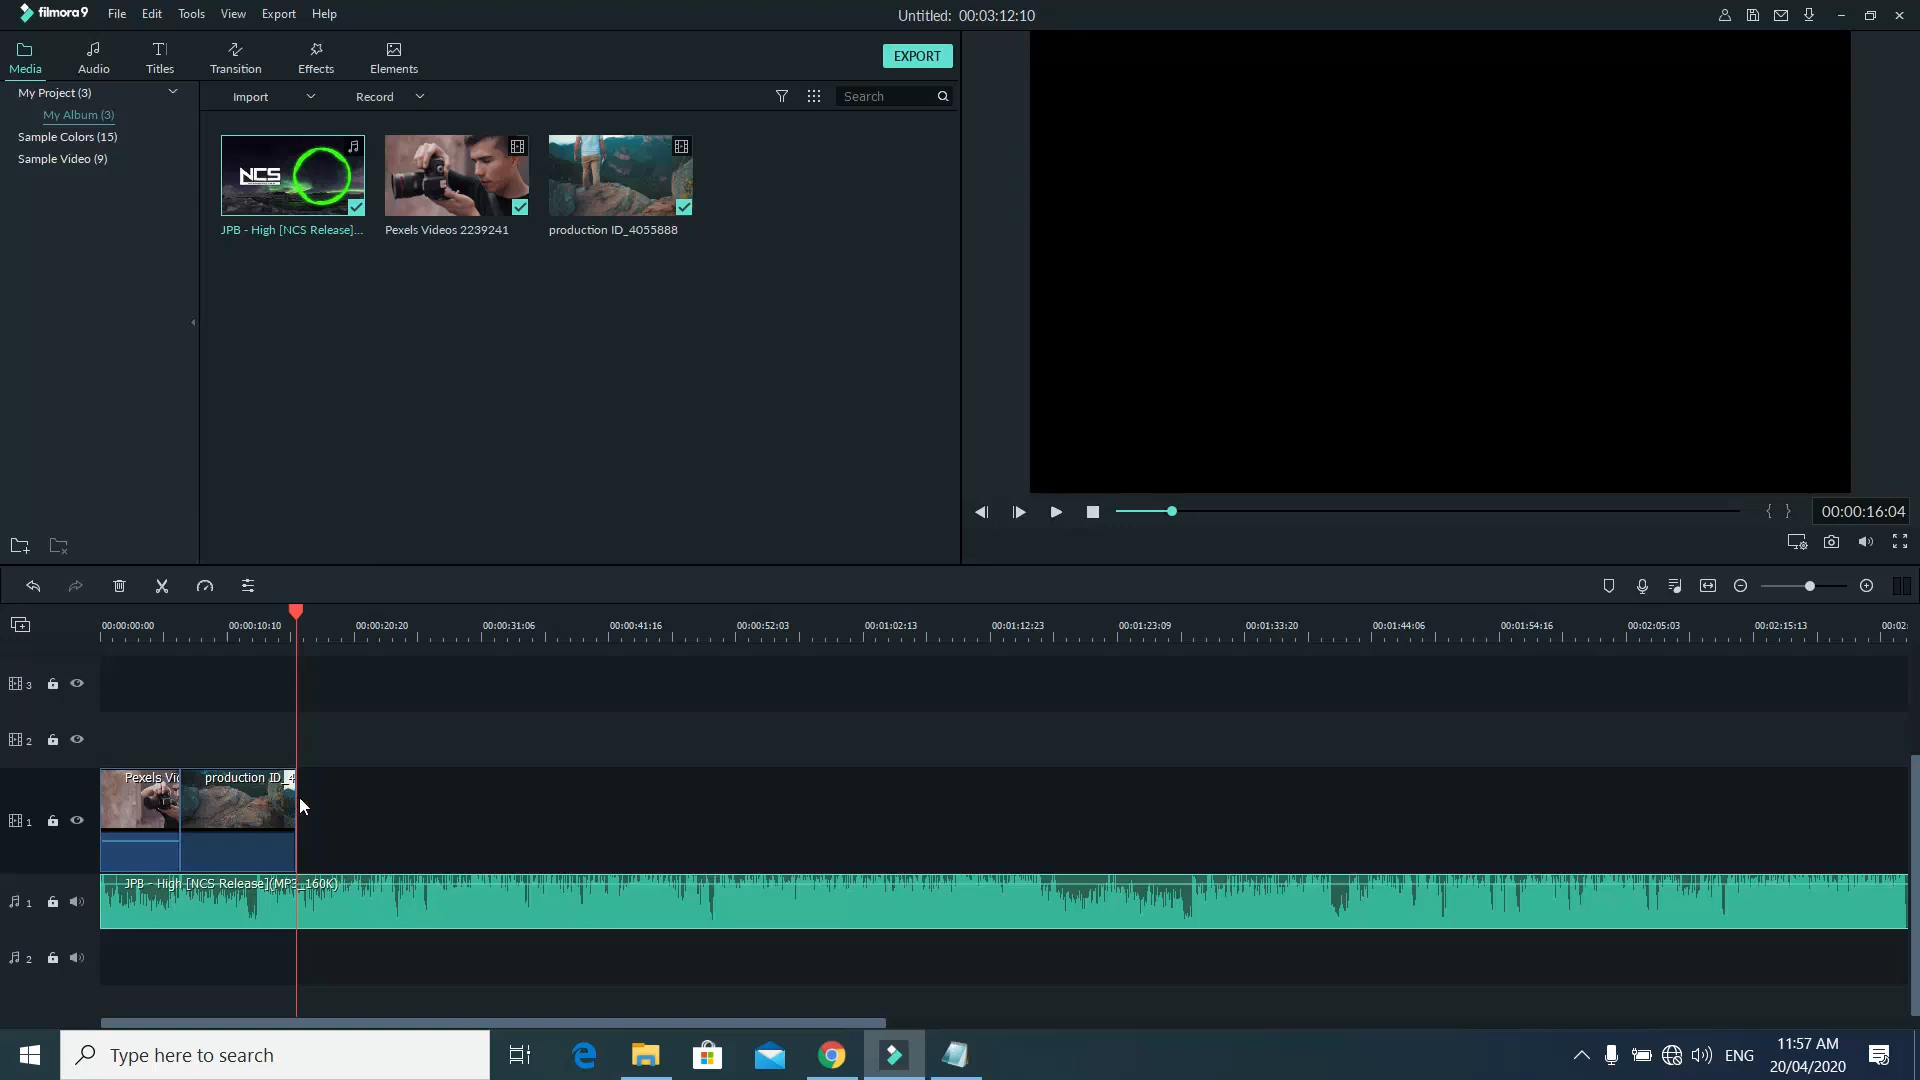 filmora9 File Edit Tools View Export Help
Untitled: 00:03:12:10
Media Audio Titles Transition Effects Elements
EXPORT
My Project (3)
My Album (3)
Sample Colors (15)
Sample Video (9)
Import Record Search
NCS
JPB - High [NCS Release]... Pexels Videos 2239241 production ID_4055888
{ } 00:00:16:04
00:00:00:00 00:00:10:10 00:00:20:20 00:00:31:06 00:00:41:16 00:00:52:03 00:01:02:13 00:01:12:23 00:01:23:09 00:01:33:20 00:01:44:06 00:01:54:16 00:02:05:03 00:02:15:13 00:02:
3
2
Pexels Vic production ID_4
1
JPB - High [NCS Release](MP3_160K)
1
2
Type here to search
ENG
11:57 AM
20/04/2020